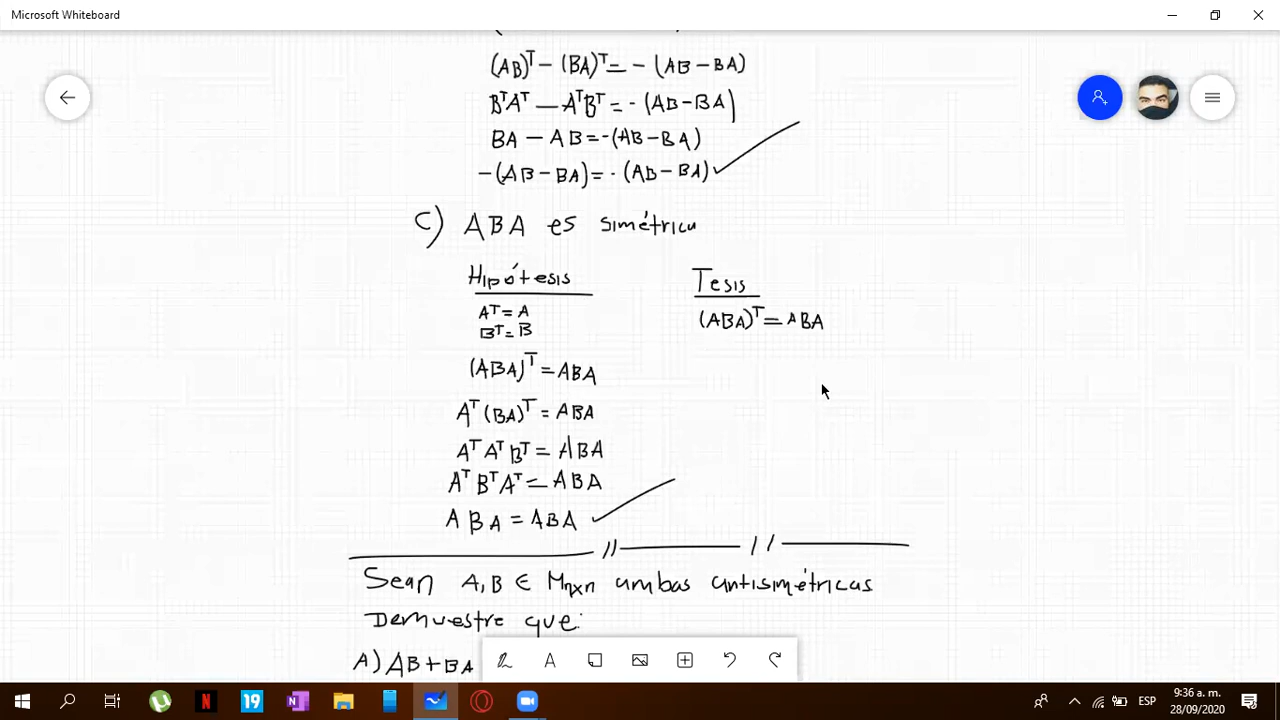 Microsoft Whiteboard
(AB)ᵀ - (BA)ᵀ = - (AB - BA)
BᵀAᵀ - AᵀBᵀ = - (AB - BA)
BA - AB = -(AB - BA)
-(AB - BA) = - (AB - BA)
C) ABA es simétrica
Hipótesis
Tesis
Aᵀ = A
Bᵀ = B
(ABA)ᵀ = ABA
(ABA)ᵀ = ABA
Aᵀ(BA)ᵀ = ABA
AᵀAᵀBᵀ = ABA
AᵀBᵀAᵀ = ABA
ABA = ABA
Sean A,B ∈ Mnxn ambas antisimétricas
Demuestre que:
A) AB + BA
A
19
N
ESP
9:36 a. m.
28/09/2020